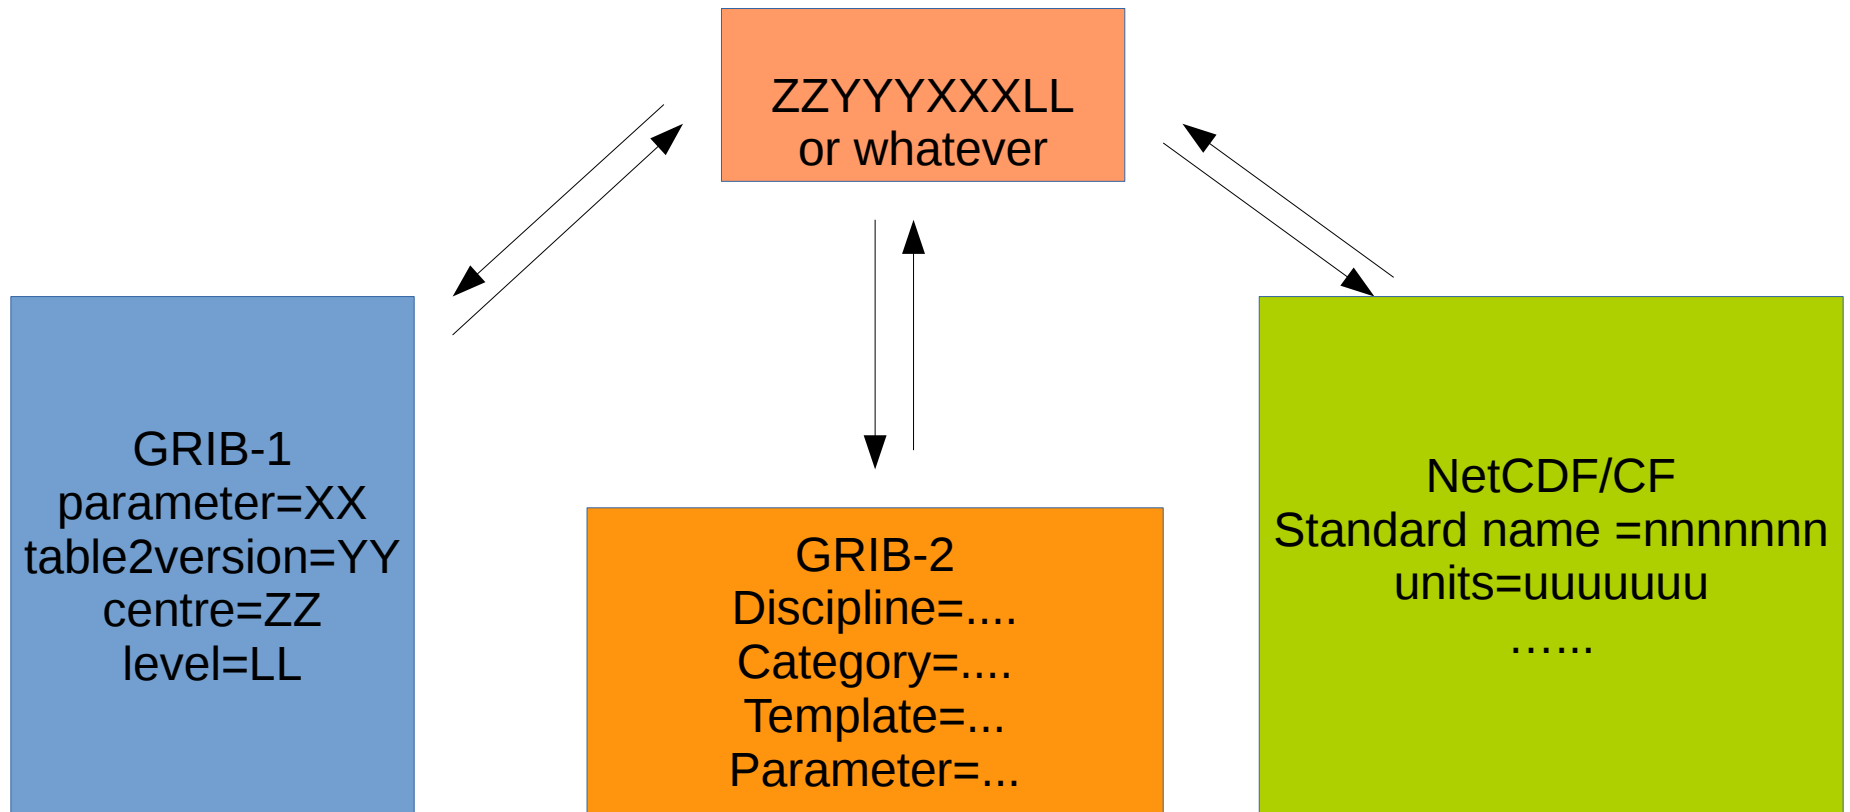 ZZYYYXXXLL
or whatever
GRIB-1
parameter=XX
table2version=YY
centre=ZZ
level=LL
GRIB-2
Discipline=....
Category=....
Template=...
Parameter=...
NetCDF/CF
Standard name =nnnnnnn
units=uuuuuuu
…...